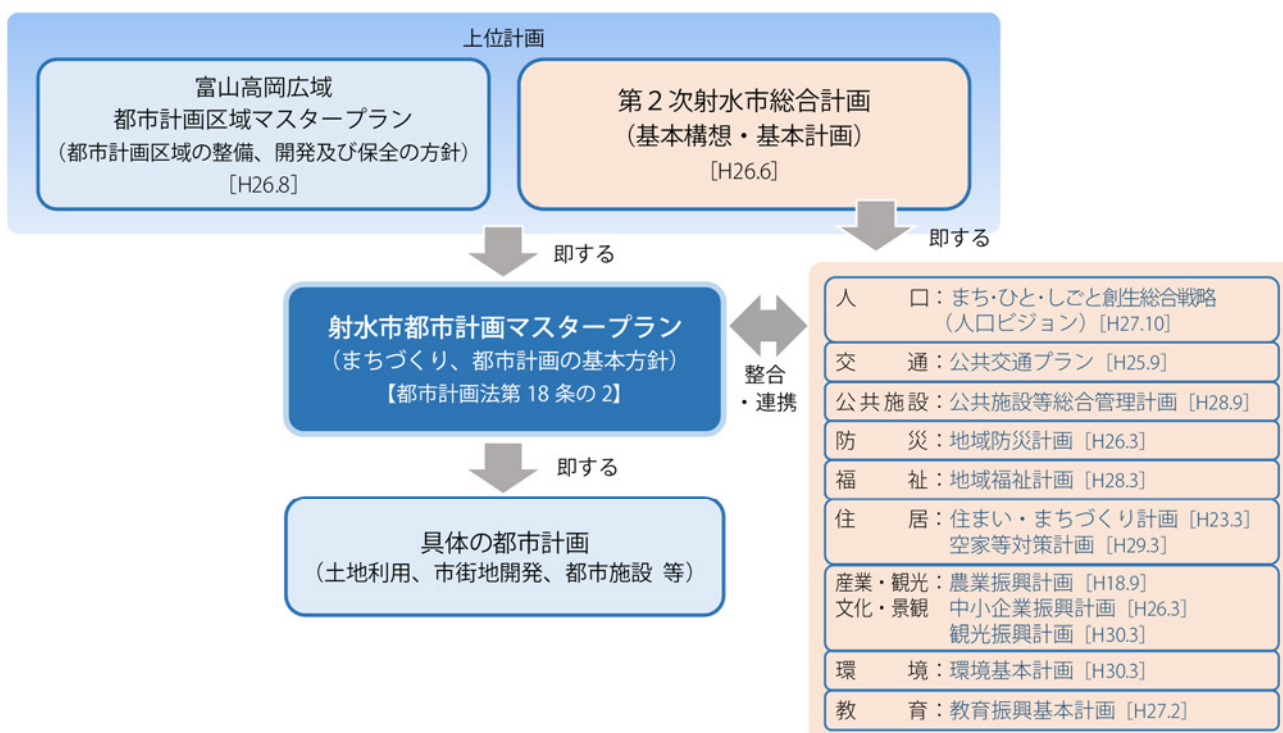 上位計画
富山高岡広域
都市計画区域マスタープラン
（都市計画区域の整備、開発及び保全の方針）
［H26.8］
第２次射水市総合計画
（基本構想・基本計画）
［H26.6］
即する
即する
射水市都市計画マスタープラン
（まちづくり、都市計画の基本方針）
【都市計画法第 18 条の 2】
整合
・連携
即する
具体の都市計画
（土地利用、市街地開発、都市施設 等）
人　　口：まち・ひと・しごと創生総合戦略
（人口ビジョン）［H27.10］
交　　通：公共交通プラン［H25.9］
公共施設：公共施設等総合管理計画［H28.9］
防　　災：地域防災計画［H26.3］
福　　祉：地域福祉計画［H28.3］
住　　居：住まい・まちづくり計画［H23.3］
空家等対策計画［H29.3］
産業・観光：農業振興計画［H18.9］
文化・景観　中小企業振興計画［H26.3］
観光振興計画［H30.3］
環　　境：環境基本計画［H30.3］
教　　育：教育振興基本計画［H27.2］